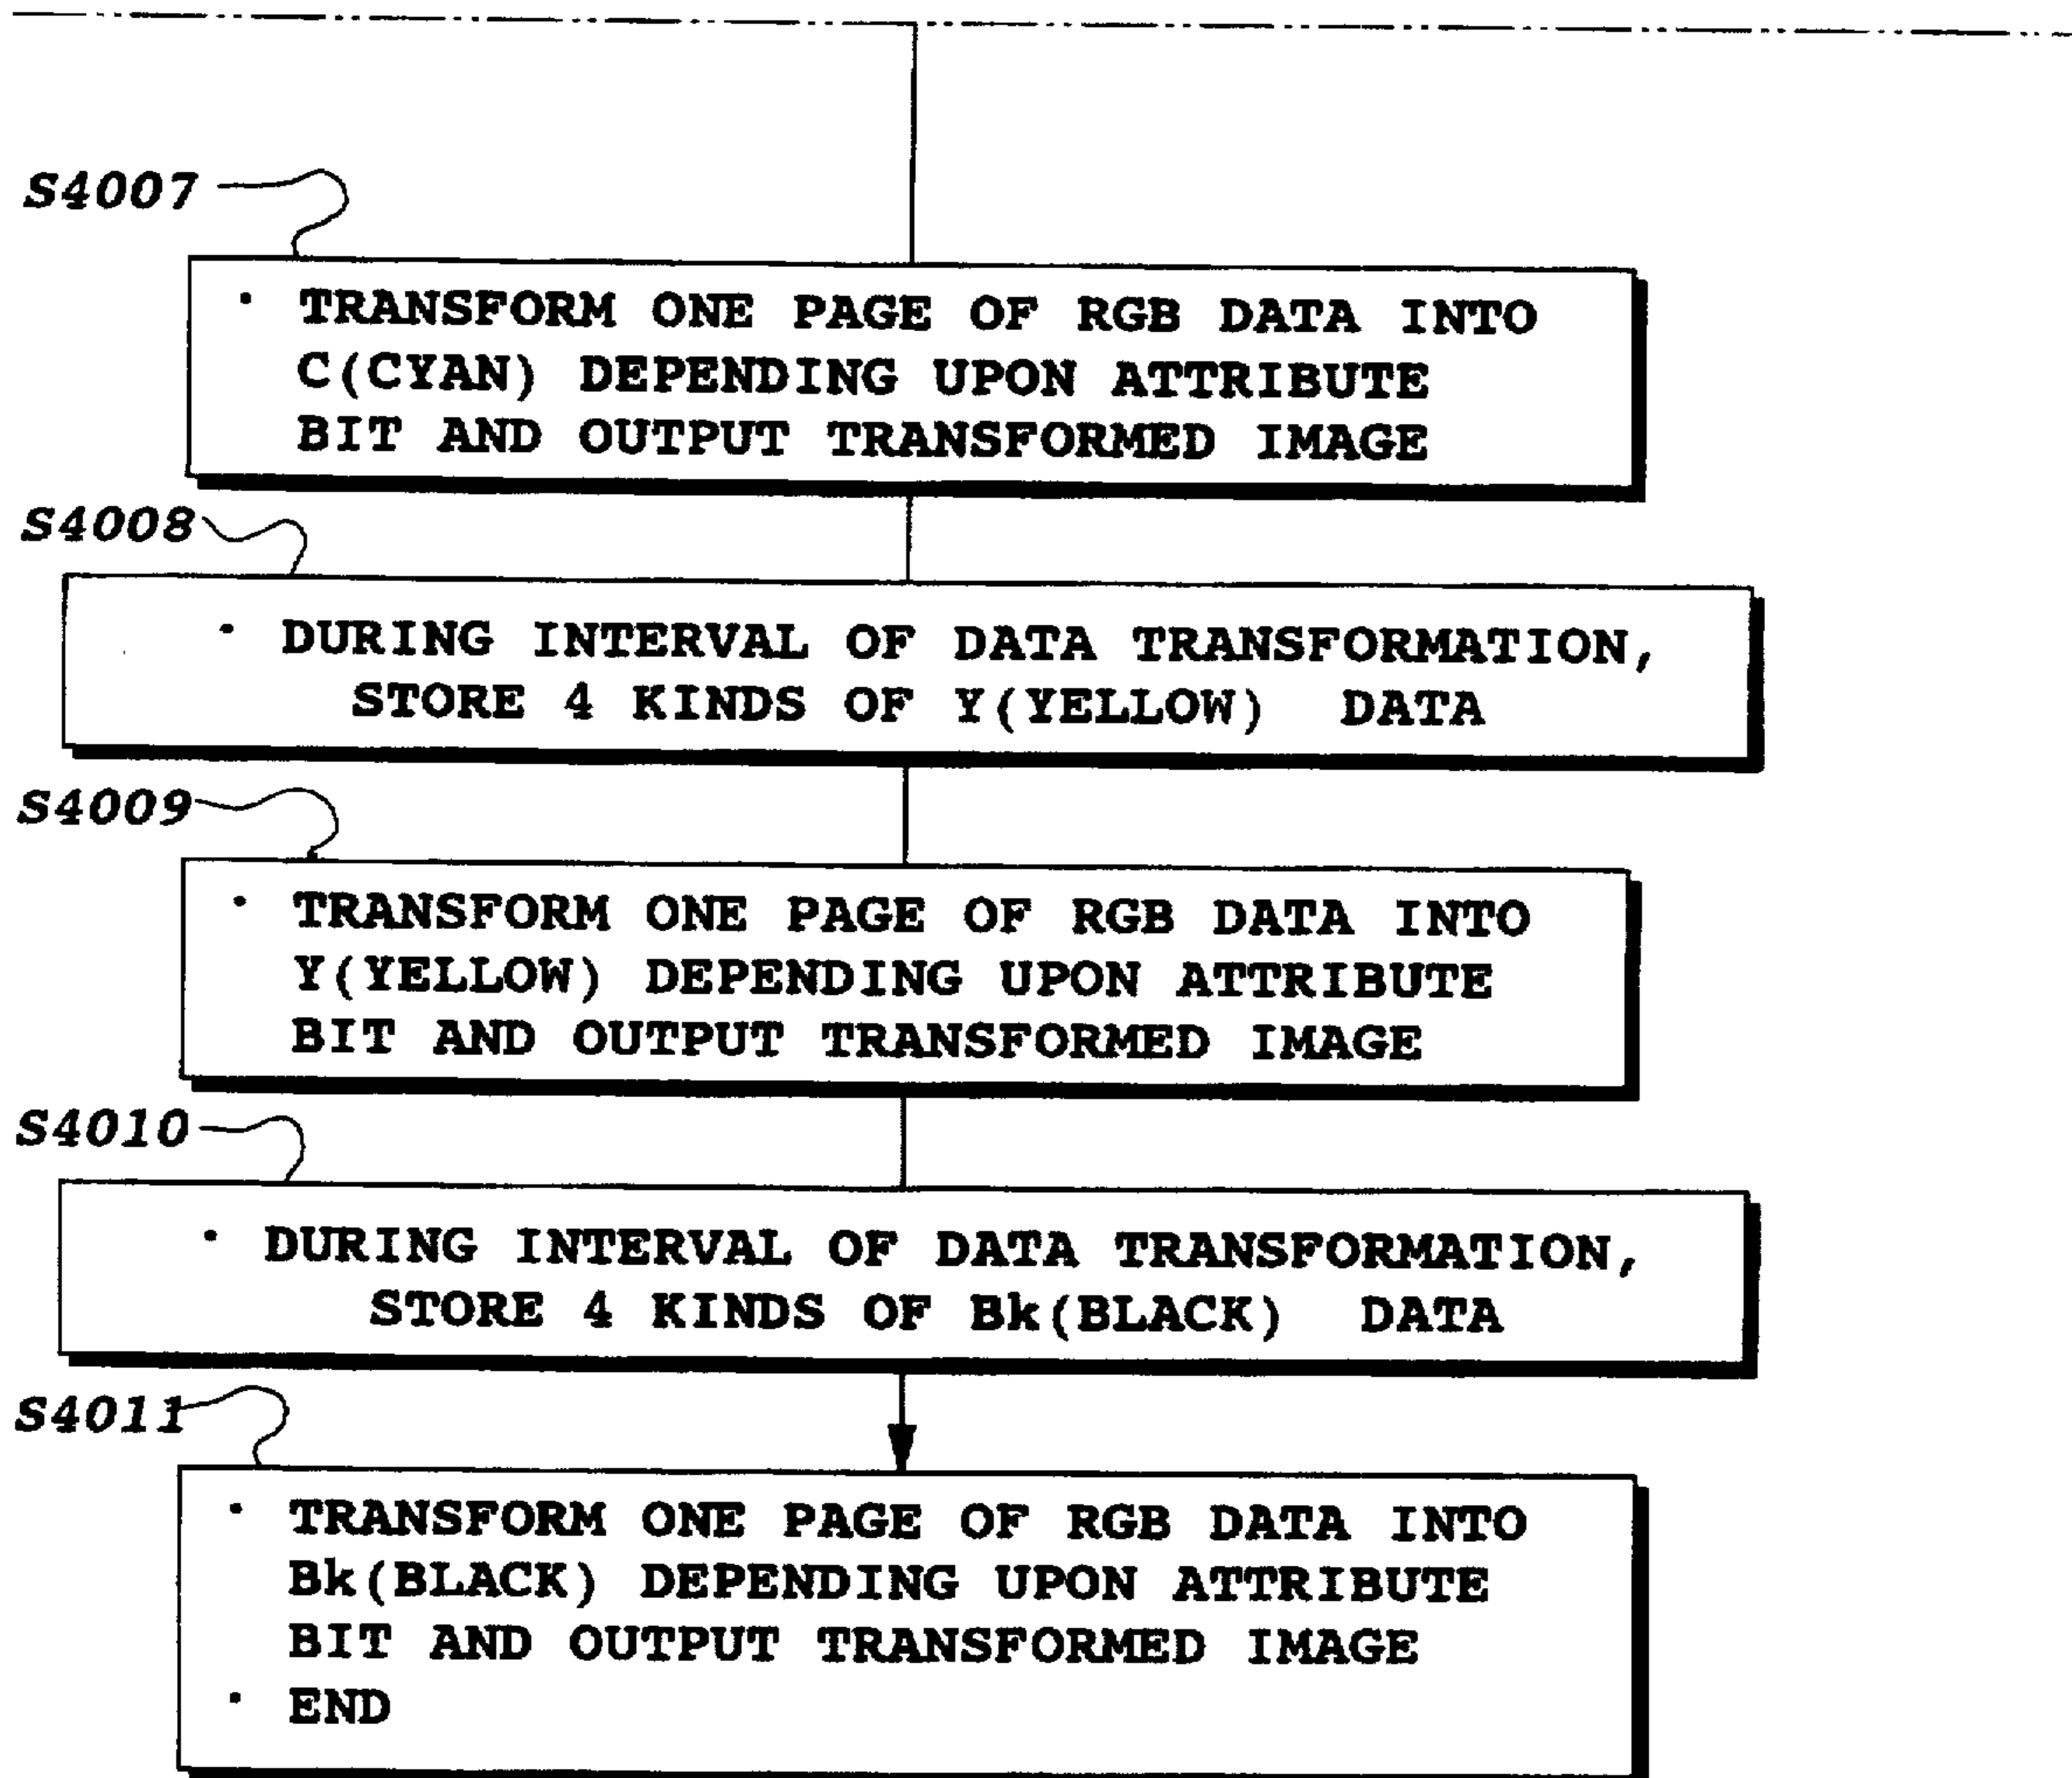 S4007
· TRANSFORM ONE PAGE OF RGB DATA INTO
C(CYAN) DEPENDING UPON ATTRIBUTE
BIT AND OUTPUT TRANSFORMED IMAGE
S4008
· DURING INTERVAL OF DATA TRANSFORMATION,
STORE 4 KINDS OF Y(YELLOW) DATA
S4009
· TRANSFORM ONE PAGE OF RGB DATA INTO
Y(YELLOW) DEPENDING UPON ATTRIBUTE
BIT AND OUTPUT TRANSFORMED IMAGE
S4010
· DURING INTERVAL OF DATA TRANSFORMATION,
STORE 4 KINDS OF Bk(BLACK) DATA
S4011
· TRANSFORM ONE PAGE OF RGB DATA INTO
Bk(BLACK) DEPENDING UPON ATTRIBUTE
BIT AND OUTPUT TRANSFORMED IMAGE
· END